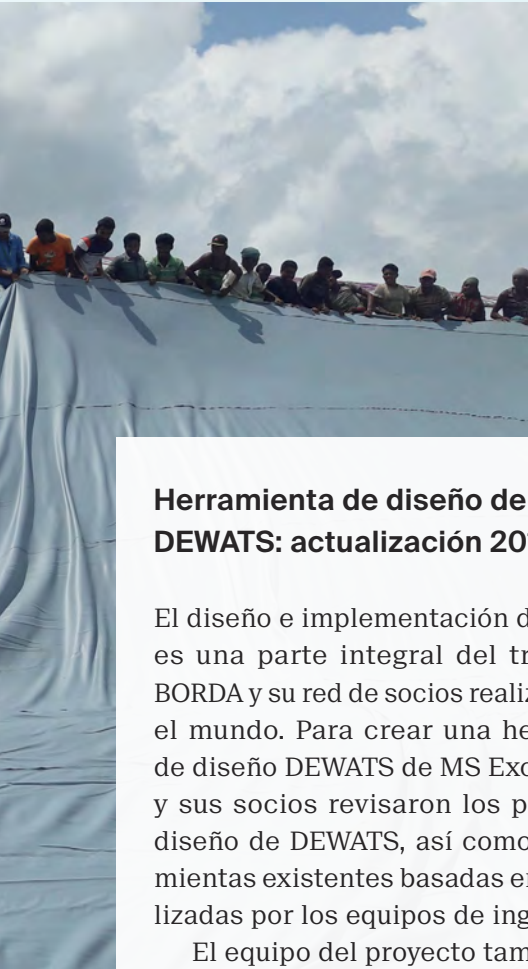 Herramienta de diseño de
DEWATS: actualización
El diseño e implementación
es una parte integral del
BORDA y su red de socios
el mundo. Para crear una
de diseño DEWATS de MS
y sus socios revisaron los
diseño de DEWATS, así como
mientas existentes basadas
lizadas por los equipos de
El equipo del proyecto